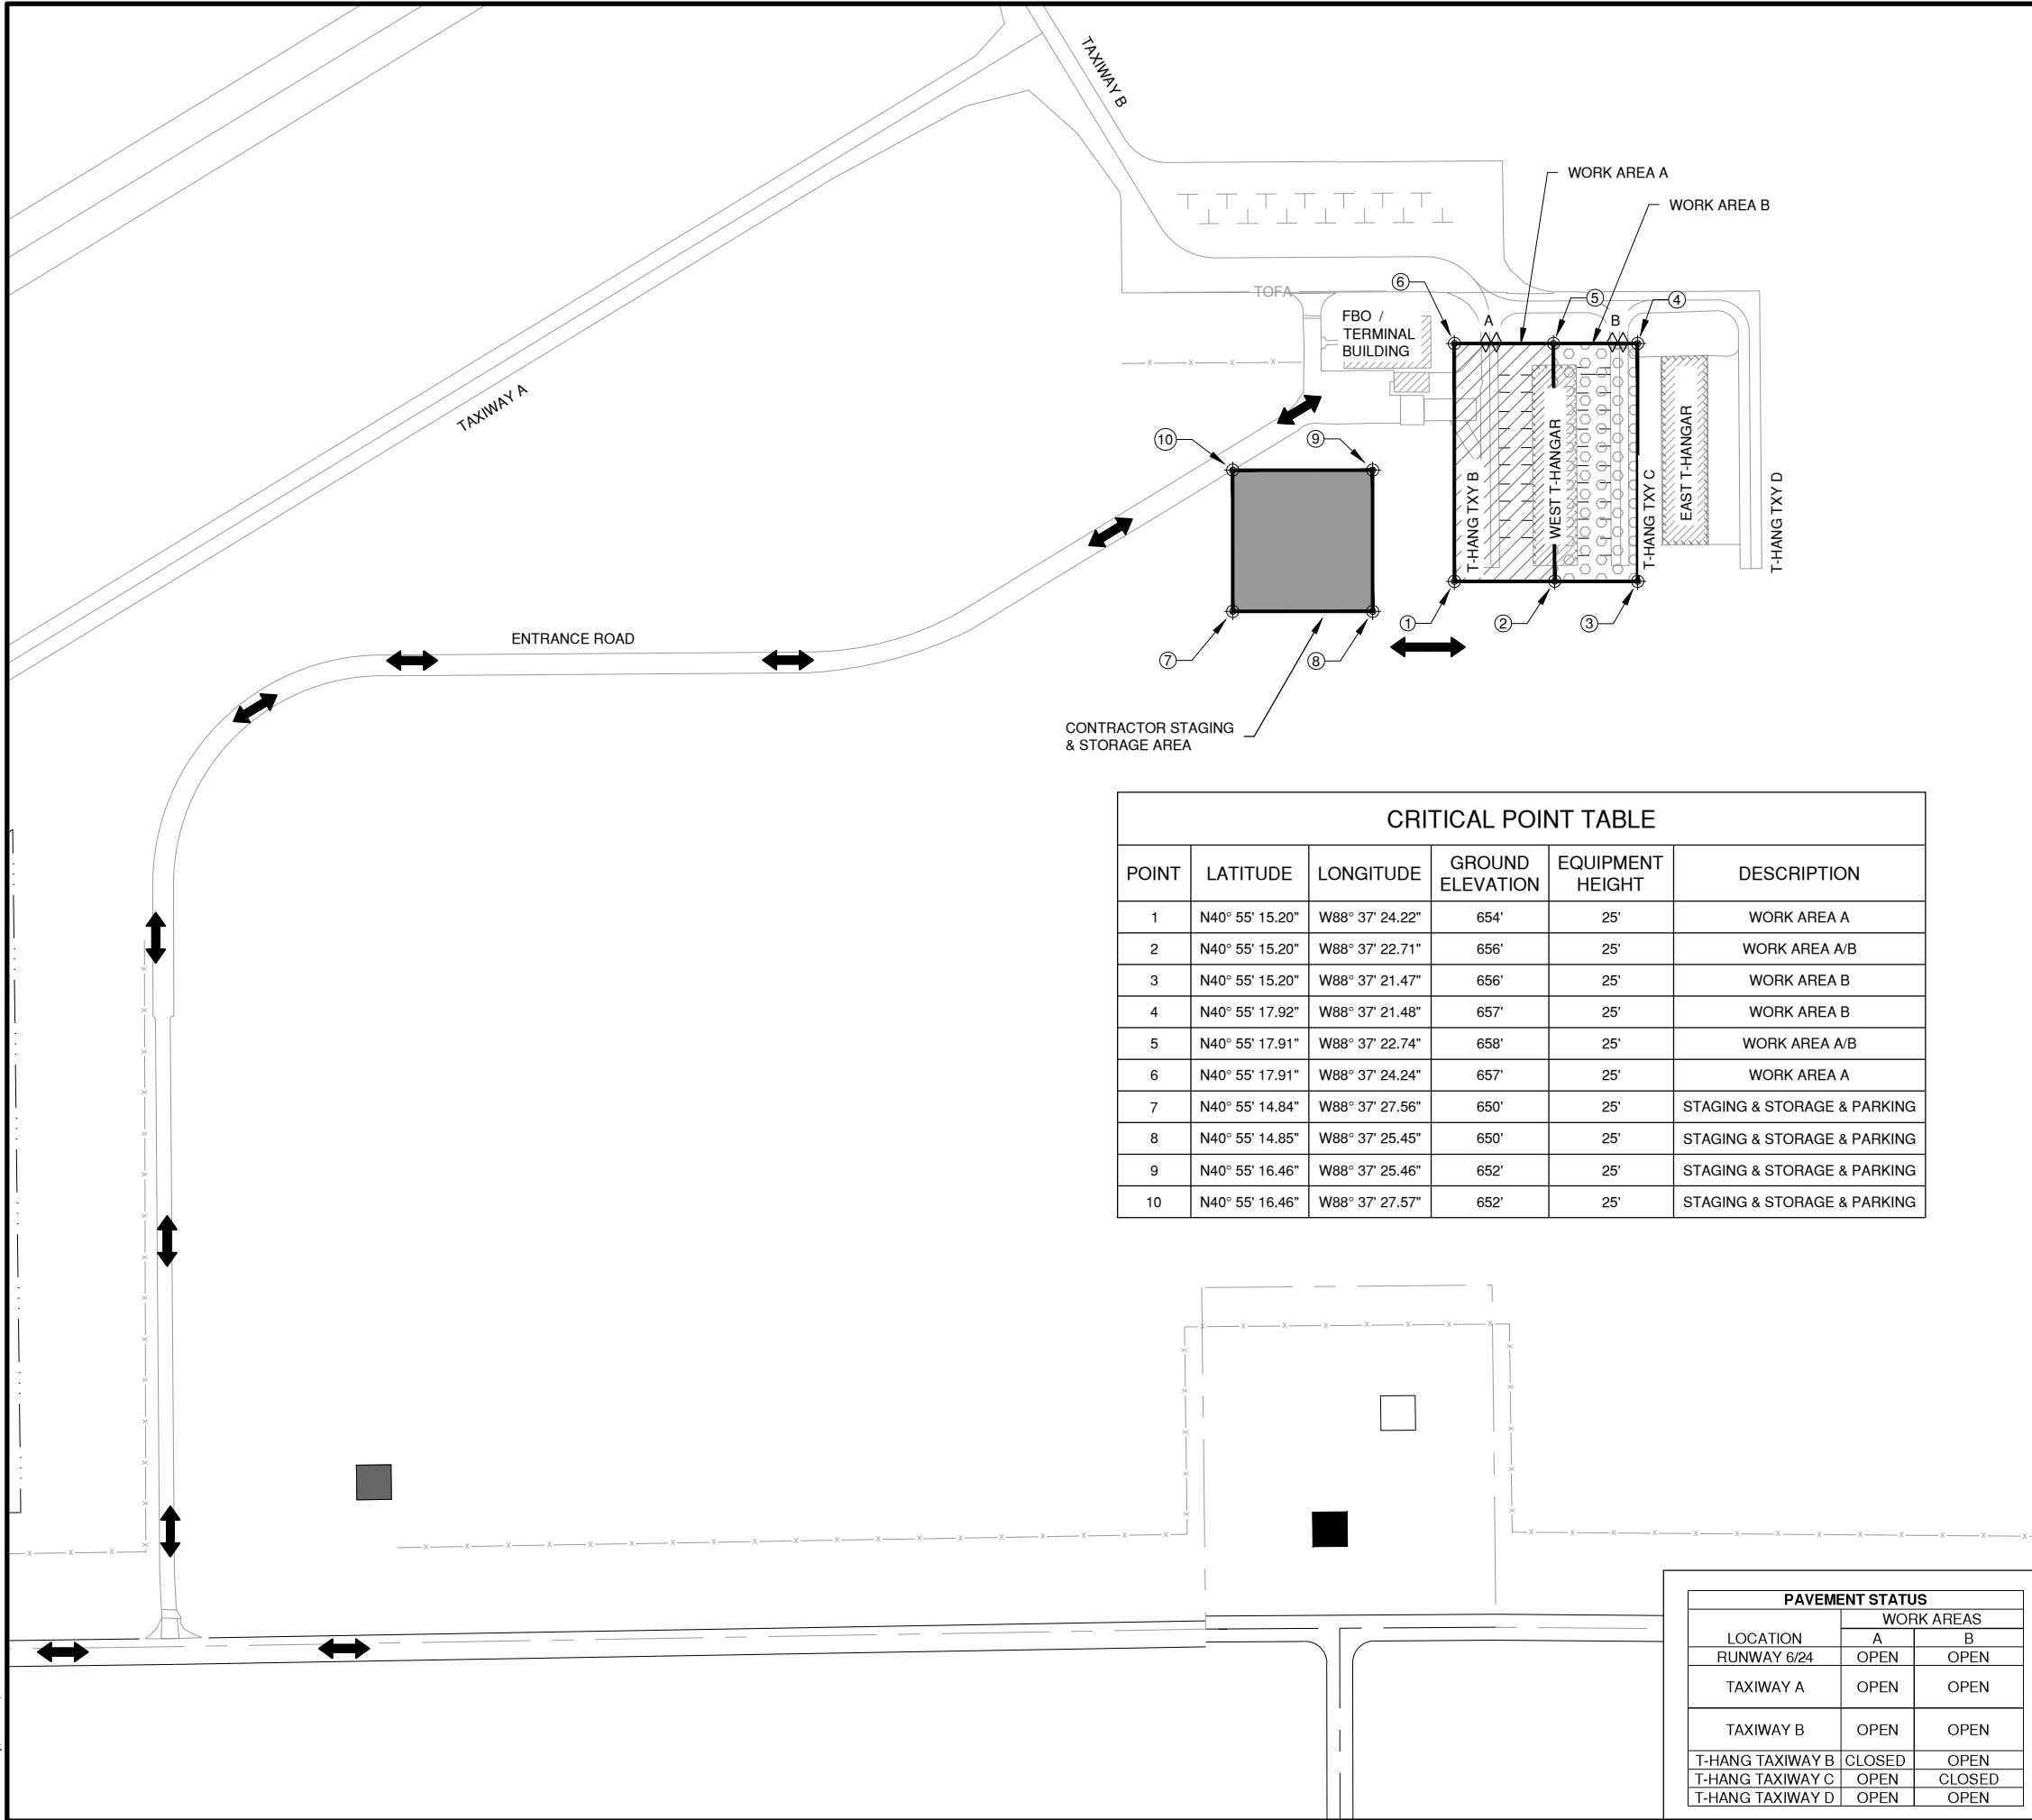 TAXIWAY B
WORK AREA A
WORK AREA B
TOFA
6
5
4
A
B
FBO /
TERMINAL
BUILDING
TAXIWAY A
10
9
T-HANG TXY B
WEST T-HANGAR
T-HANG TXY C
EAST T-HANGAR
T-HANG TXY D
ENTRANCE ROAD
1
2
3
7
8
CONTRACTOR STAGING
& STORAGE AREA
CRITICAL POINT TABLE
POINT LATITUDE LONGITUDE GROUND ELEVATION EQUIPMENT HEIGHT DESCRIPTION
1 N40° 55' 15.20" W88° 37' 24.22" 654' 25' WORK AREA A
2 N40° 55' 15.20" W88° 37' 22.71" 656' 25' WORK AREA A/B
3 N40° 55' 15.20" W88° 37' 21.47" 656' 25' WORK AREA B
4 N40° 55' 17.92" W88° 37' 21.48" 657' 25' WORK AREA B
5 N40° 55' 17.91" W88° 37' 22.74" 658' 25' WORK AREA A/B
6 N40° 55' 17.91" W88° 37' 24.24" 657' 25' WORK AREA A
7 N40° 55' 14.84" W88° 37' 27.56" 650' 25' STAGING & STORAGE & PARKING
8 N40° 55' 14.85" W88° 37' 25.45" 650' 25' STAGING & STORAGE & PARKING
9 N40° 55' 16.46" W88° 37' 25.46" 652' 25' STAGING & STORAGE & PARKING
10 N40° 55' 16.46" W88° 37' 27.57" 652' 25' STAGING & STORAGE & PARKING
PAVEMENT STATUS
WORK AREAS
LOCATION A B
RUNWAY 6/24 OPEN OPEN
TAXIWAY A OPEN OPEN
TAXIWAY B OPEN OPEN
T-HANG TAXIWAY B CLOSED OPEN
T-HANG TAXIWAY C OPEN CLOSED
T-HANG TAXIWAY D OPEN OPEN